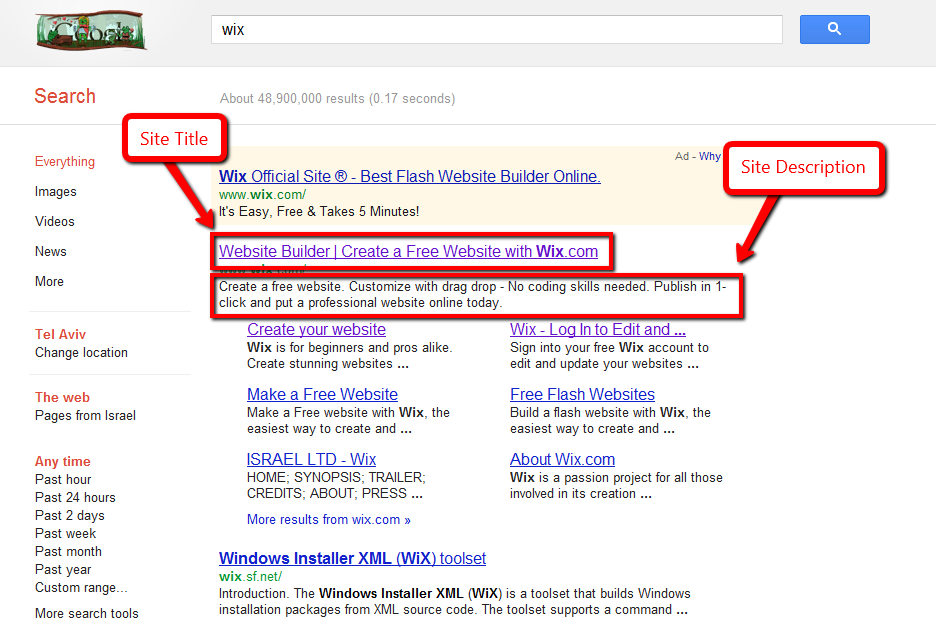 Google
wix
Search
About 48,900,000 results (0.17 seconds)
Site Title
Site Description
Everything
Images
Videos
News
More
Tel Aviv
Change location
The web
Pages from Israel
Any time
Past hour
Past 24 hours
Past 2 days
Past week
Past month
Past year
Custom range...
More search tools
Ad - Why
Wix Official Site ® - Best Flash Website Builder Online.
www.wix.com/
It's Easy, Free & Takes 5 Minutes!
Website Builder | Create a Free Website with Wix.com
www.wix.com/
Create a free website. Customize with drag drop - No coding skills needed. Publish in 1-
click and put a professional website online today.
Create your website
Wix is for beginners and pros alike.
Create stunning websites ...
Wix - Log In to Edit and ...
Sign into your free Wix account to
edit and update your websites ...
Make a Free Website
Make a Free website with Wix, the
easiest way to create and ...
Free Flash Websites
Build a flash website with Wix, the
easiest way to create and ...
ISRAEL LTD - Wix
HOME; SYNOPSIS; TRAILER;
CREDITS; ABOUT; PRESS ...
About Wix.com
Wix is a passion project for all those
involved in its creation ...
More results from wix.com »
Windows Installer XML (WiX) toolset
wix.sf.net/
Introduction. The Windows Installer XML (WiX) is a toolset that builds Windows
installation packages from XML source code. The toolset supports a command ...